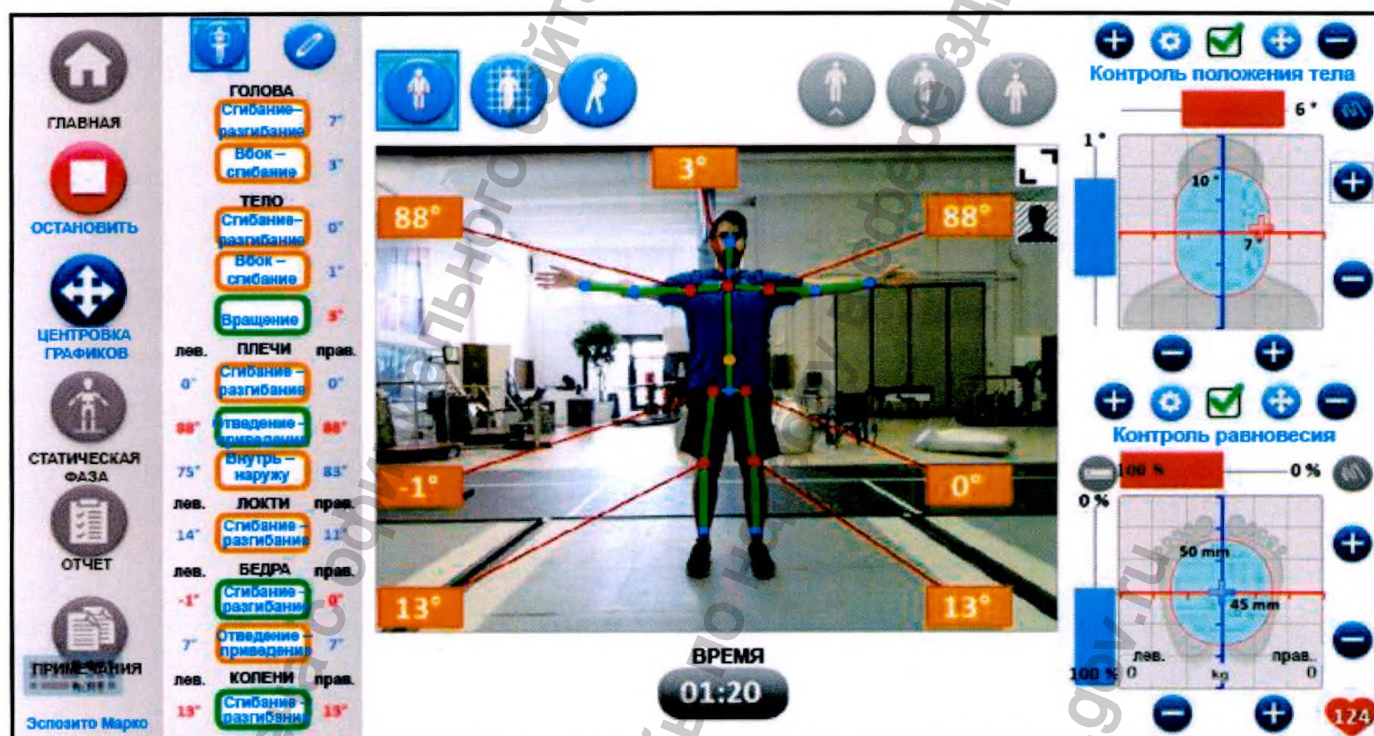 ГЛАВНАЯ
ОСТАНОВИТЬ
ЦЕНТРОВКА
ГРАФИКОВ
СТАТИЧЕСКАЯ
ФАЗА
ОТЧЕТ
ПРИМЕЧАНИЯ
Эспозито Марко
ГОЛОВА
Сгибание–
разгибание 7°
Вбок –
сгибание 3°
ТЕЛО
Сгибание–
разгибание 0°
Вбок –
сгибание 1°
Вращение 3°
лев. ПЛЕЧИ прав.
Сгибание –
0° разгибание 0°
88° Отведение – 88°
приведение
Внутрь –
75° наружу 83°
лев. ЛОКТИ прав.
Сгибание –
14° разгибание 11°
лев. БЕДРА прав.
Сгибание –
-1° разгибание 0°
Отведение –
7° приведение 7°
лев. КОЛЕНИ прав.
Сгибание –
13° разгибание 13°
3°
88° 88°
-1° 0°
13° 13°
ВРЕМЯ
01:20
Контроль положения тела
6 °
1 °
10 °
7 °
Контроль равновесия
100 % 0 %
0 %
50 mm
45 mm
лев. прав.
100 % 0 kg 0
124